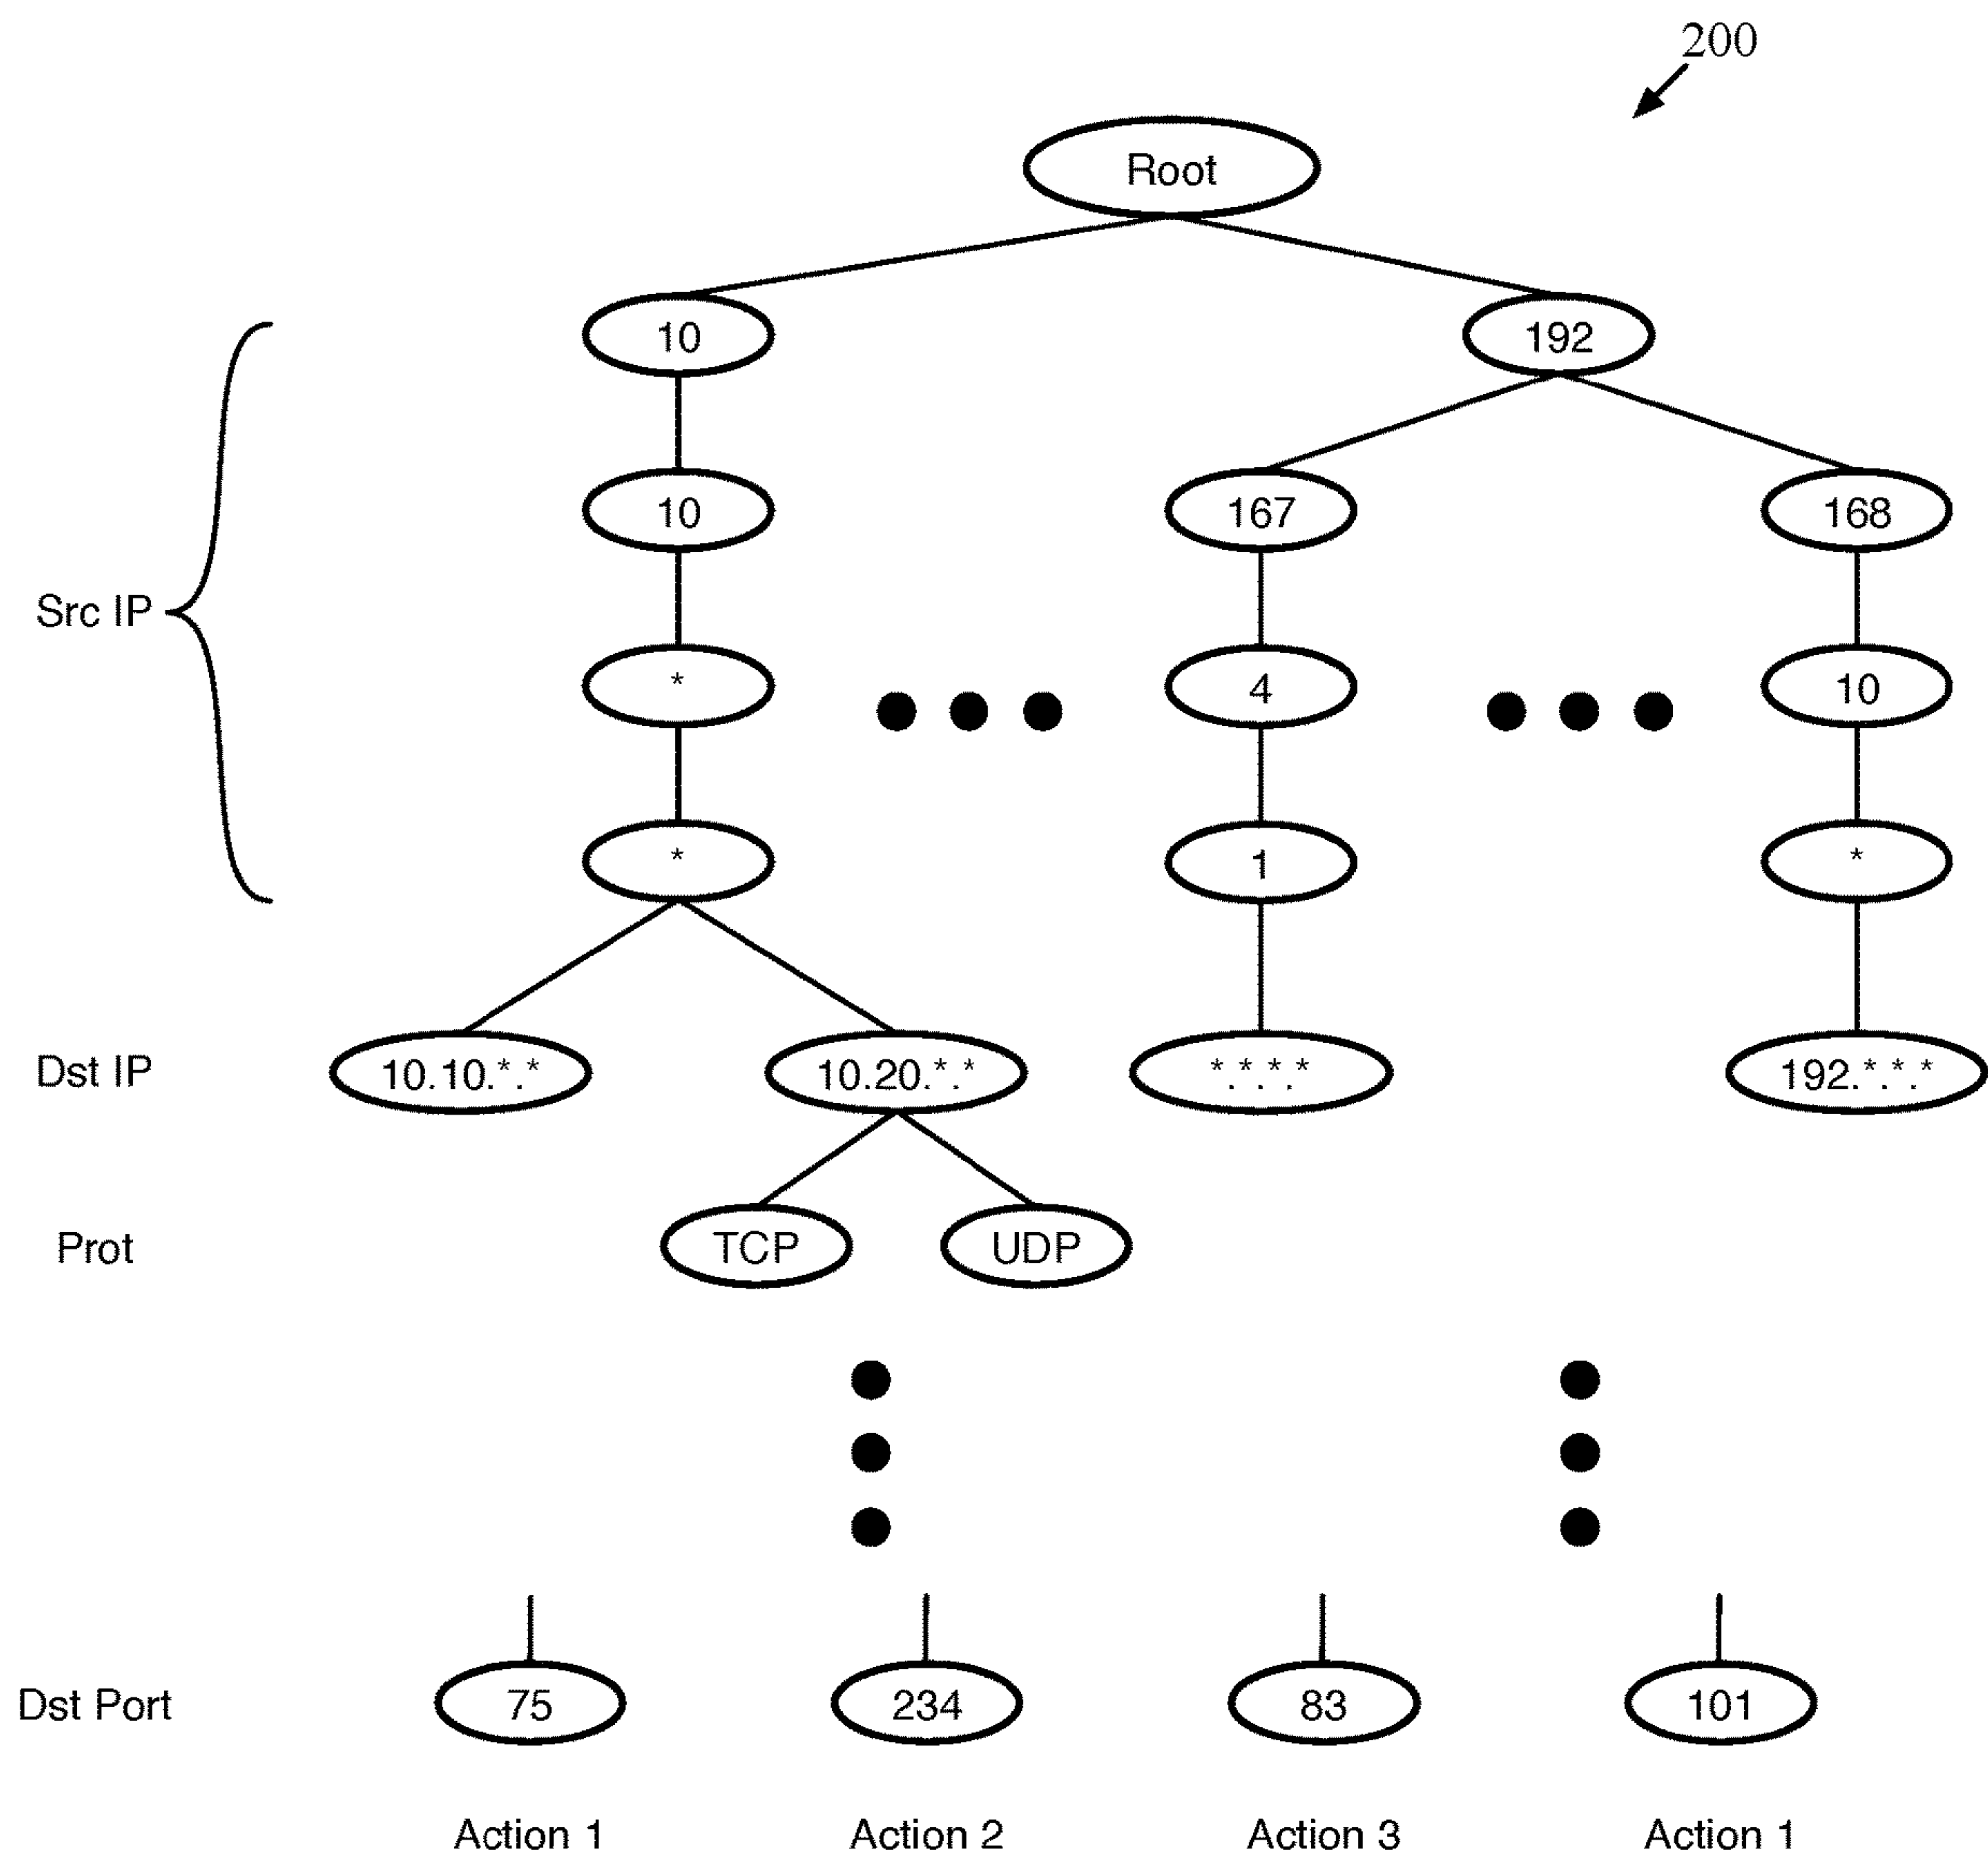 200
Root
10 192
10 167 168
Src IP
* 4 10
* 1 *
Dst IP 10.10.*.* 10.20.*.* *.*.*.* 192.*.*.*
Prot TCP UDP
Dst Port 75 234 83 101
Action 1 Action 2 Action 3 Action 1